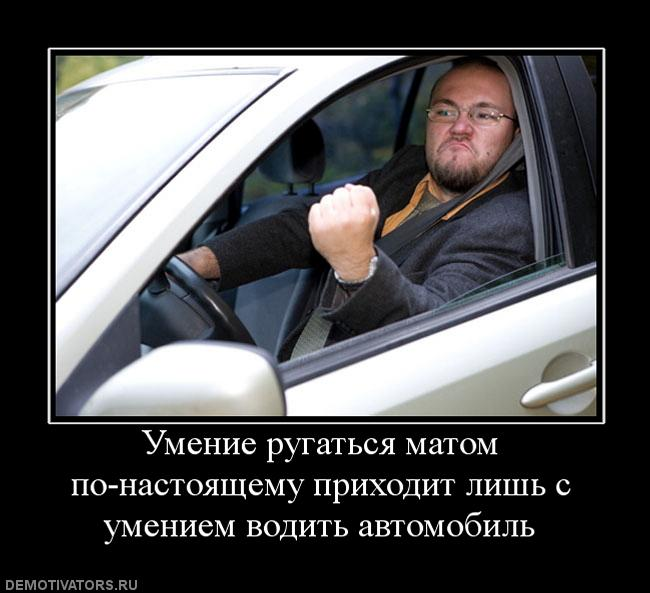 Умение ругаться матом
по-настоящему приходит лишь с
умением водить автомобиль
DEMOTIVATORS.RU